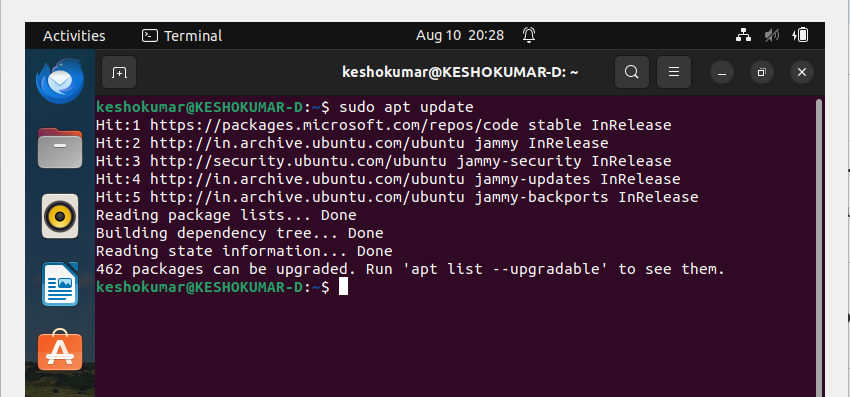 Activities
Terminal
Aug 10 20:28
keshokumar@KESHOKUMAR-D: ~
keshokumar@KESHOKUMAR-D:~$ sudo apt update
Hit:1 https://packages.microsoft.com/repos/code stable InRelease
Hit:2 http://in.archive.ubuntu.com/ubuntu jammy InRelease
Hit:3 http://security.ubuntu.com/ubuntu jammy-security InRelease
Hit:4 http://in.archive.ubuntu.com/ubuntu jammy-updates InRelease
Hit:5 http://in.archive.ubuntu.com/ubuntu jammy-backports InRelease
Reading package lists... Done
Building dependency tree... Done
Reading state information... Done
462 packages can be upgraded. Run 'apt list --upgradable' to see them.
keshokumar@KESHOKUMAR-D:~$